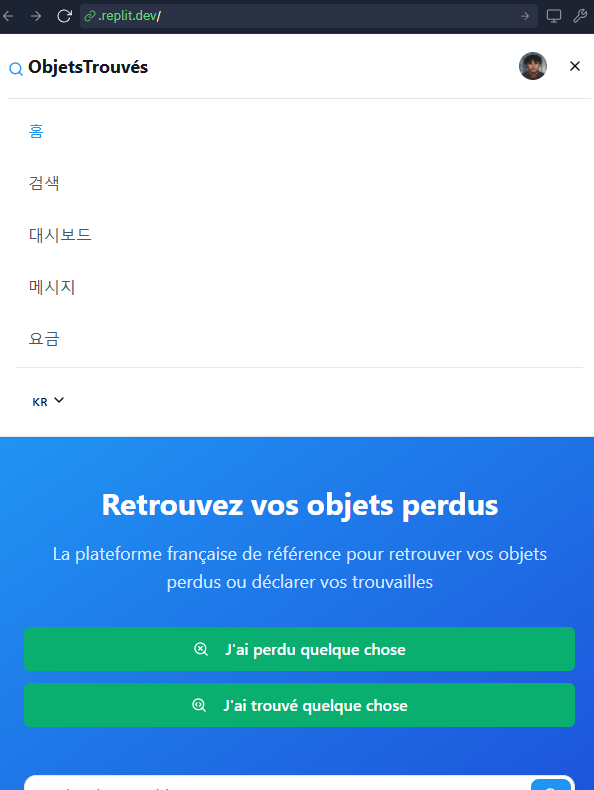 .replit.dev/
ObjetsTrouvés
홈
검색
대시보드
메시지
요금
KR
Retrouvez vos objets perdus
La plateforme française de référence pour retrouver vos objets
perdus ou déclarer vos trouvailles
J'ai perdu quelque chose
J'ai trouvé quelque chose